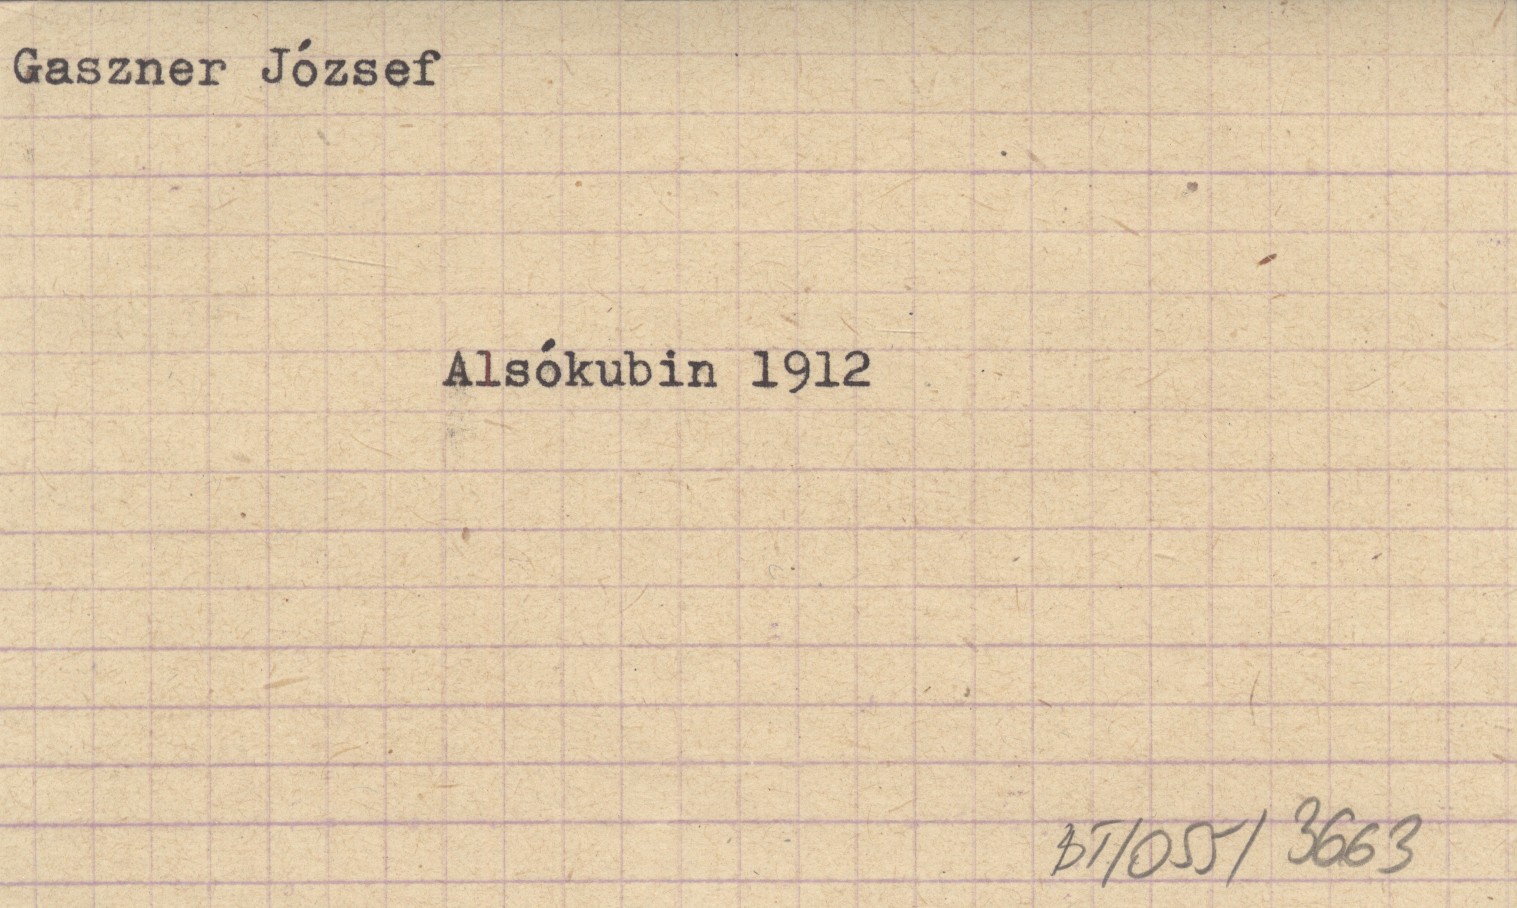 Gaszner József
Alsókubin 1912
BT/055/ 3663